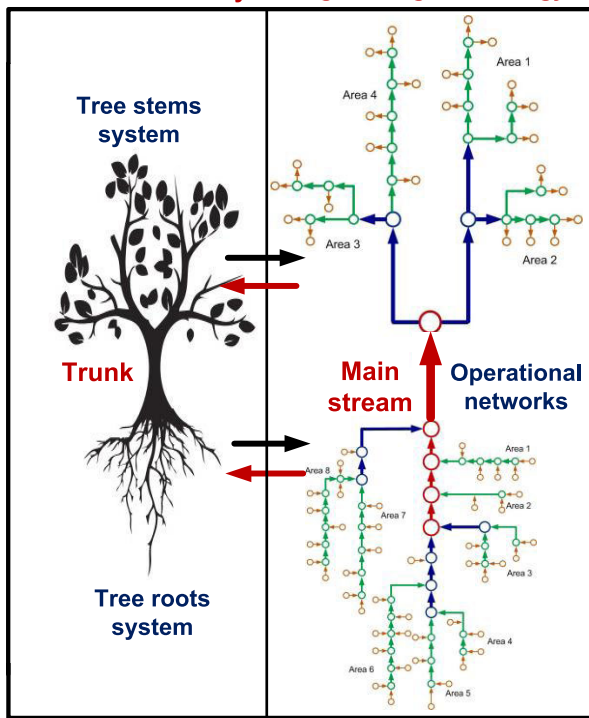 Tree stems
system
Trunk
Tree roots
system
Area 1
Area 4
Area 3
Area 2
Main
stream
Operational
networks
Area 1
Area 8
Area 2
Area 7
Area 3
Area 4
Area 6
Area 5